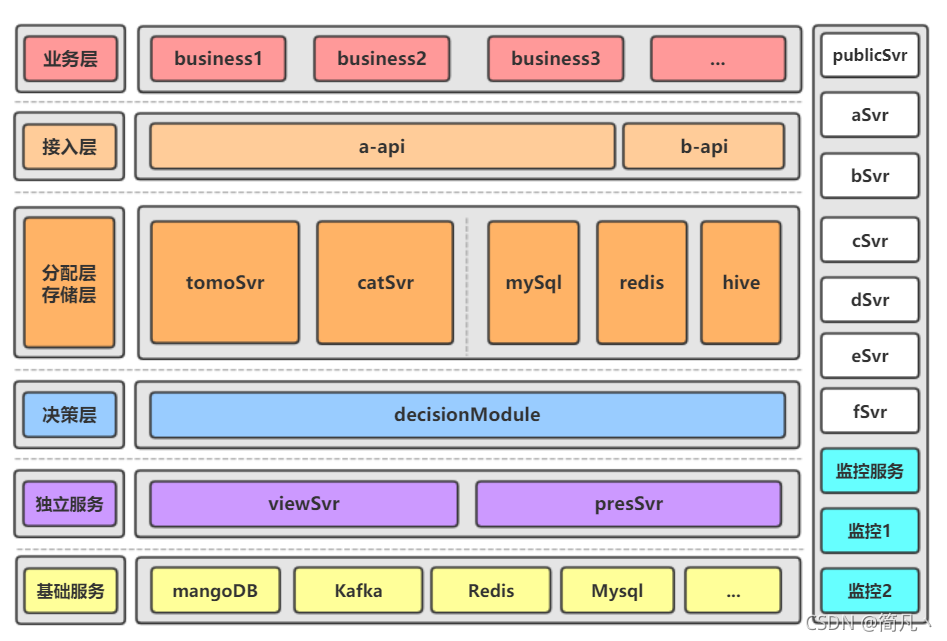 业务层
business1
business2
business3
...
接入层
a-api
b-api
分配层
存储层
tomoSvr
catSvr
mySql
redis
hive
决策层
decisionModule
独立服务
viewSvr
presSvr
基础服务
mangoDB
Kafka
Redis
Mysql
...
publicSvr
aSvr
bSvr
cSvr
dSvr
eSvr
fSvr
监控服务
监控1
监控2
CSDN @简凡ヽ